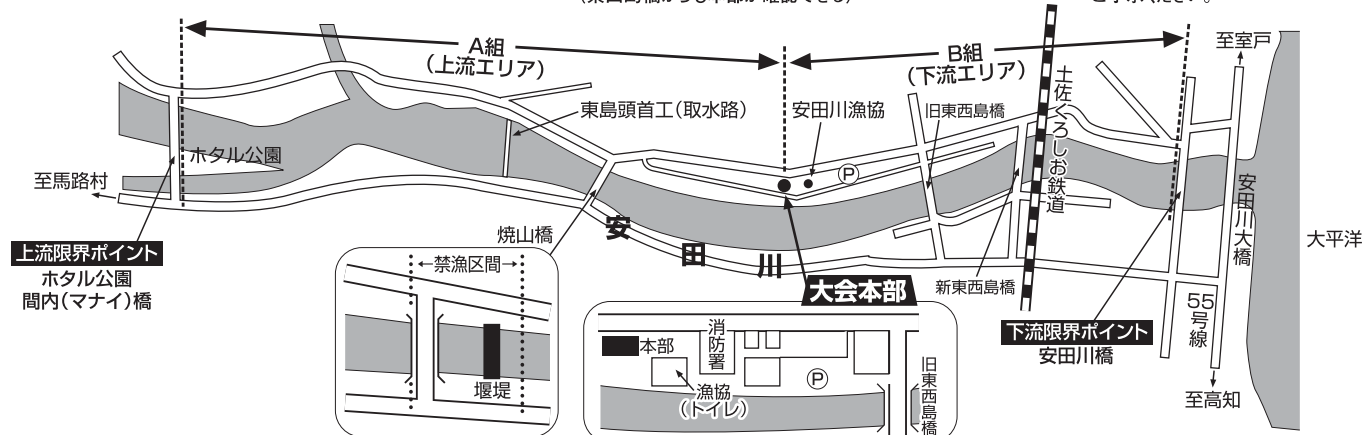 至室戸
A組
(上流エリア)
B組
(下流エリア)
土佐くろしお鉄道
東島頭首工(取水路)
安田川漁協
旧東西島橋
P
ホタル公園
至馬路村
安田川大橋
大平洋
上流限界ポイント
ホタル公園
間内(マナイ)橋
焼山橋
安田川
大会本部
新東西島橋
下流限界ポイント
安田川橋
55号線
至高知
←禁漁区間→
堰堤
本部
消防署
漁協
(トイレ)
P
旧東西島橋